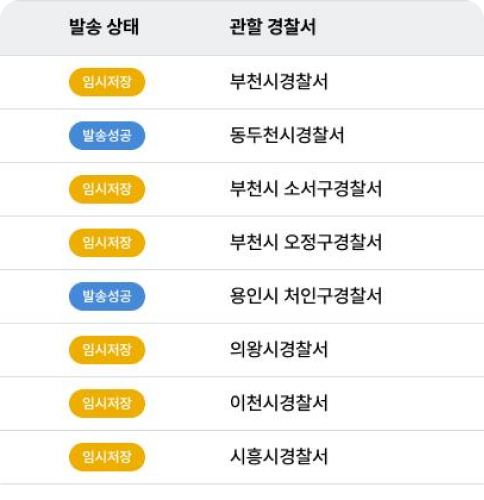 발송 상태 관할 경찰서
임시저장 부천시경찰서
발송성공 동두천시경찰서
임시저장 부천시 소서구경찰서
임시저장 부천시 오정구경찰서
발송성공 용인시 처인구경찰서
임시저장 의왕시경찰서
임시저장 이천시경찰서
임시저장 시흥시경찰서